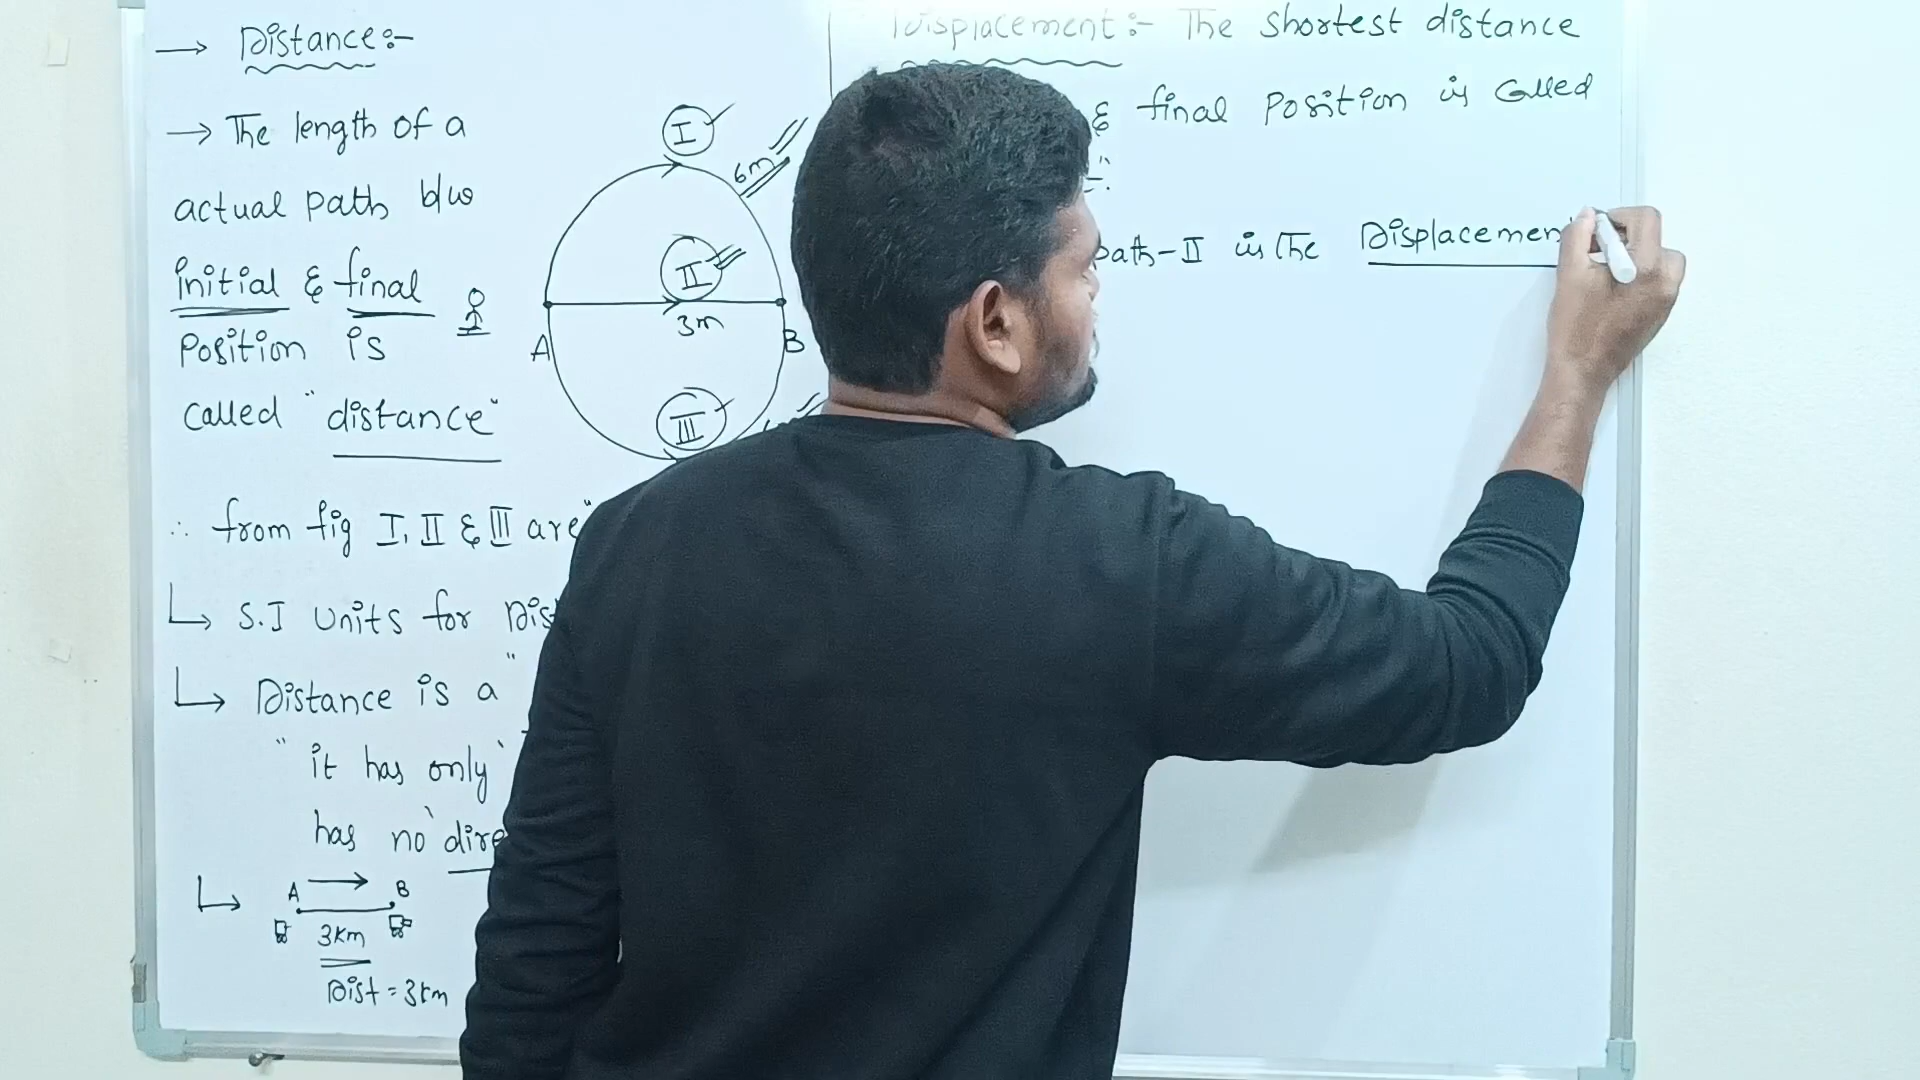 → Distance:-
→ The length of a
actual path b/w
initial & final
Position is
called "distance"
∴ from fig I, II & III are "
↳ S.I Units for Dist
↳ Distance is a "
" it has only
has no dire
↳ A → B
3km
Dist = 3km
I
6m
II
3m
A
B
III
Displacement:- The Shortest distance
& final Position is Called
path-II is the Displacemen